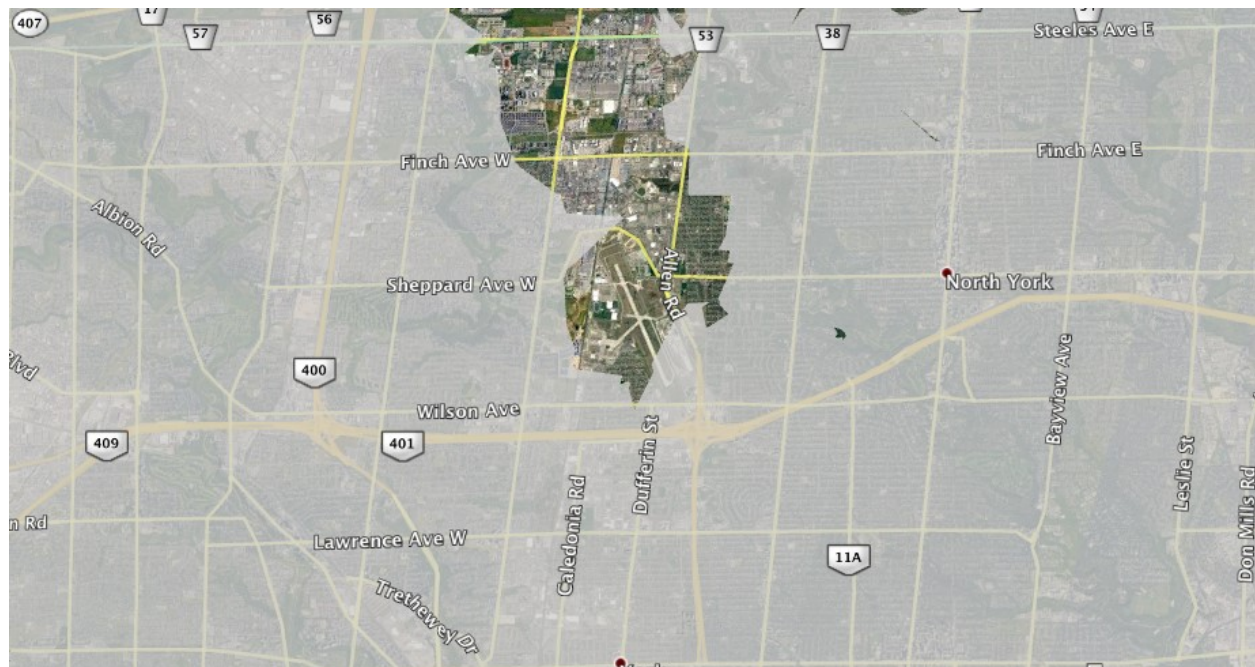 407
17
56
57
53
38
Steeles Ave E
Finch Ave W
Finch Ave E
Albion Rd
Allen Rd
Sheppard Ave W
North York
400
Blvd
Wilson Ave
409
401
Bayview Ave
Dufferin St
Leslie St
Caledonia Rd
Don Mills Rd
n Rd
Lawrence Ave W
11A
Trethewey Dr